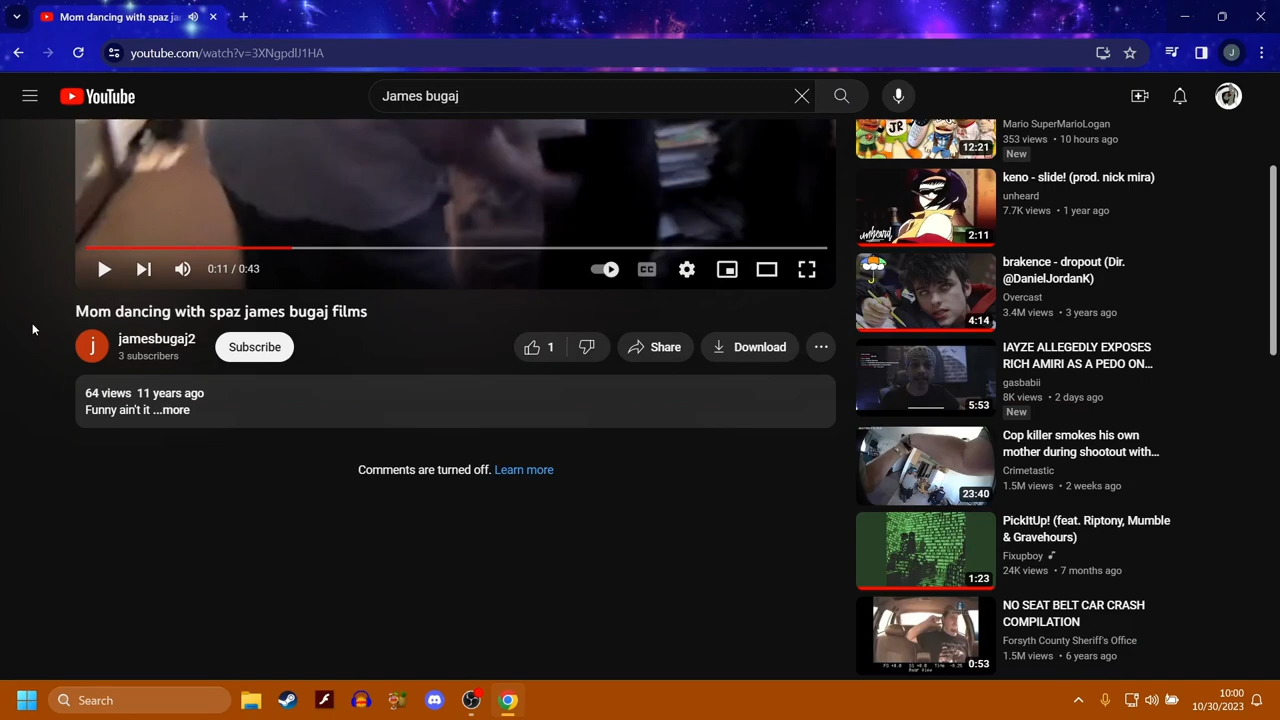 Mom dancing with spaz ja
youtube.com/watch?v=3XNgpdIJ1HA
J
YouTube
James bugaj
JR
12:21
Mario SuperMarioLogan
353 views • 10 hours ago
New
unheard
2:11
keno - slide! (prod. nick mira)
unheard
7.7K views • 1 year ago
4:14
brakence - dropout (Dir. @DanielJordanK)
Overcast
3.4M views • 3 years ago
5:53
IAYZE ALLEGEDLY EXPOSES
RICH AMIRI AS A PEDO ON...
gasbabii
8K views • 2 days ago
New
23:40
Cop killer smokes his own
mother during shootout with...
Crimetastic
1.5M views • 2 weeks ago
1:23
PickItUp! (feat. Riptony, Mumble
& Gravehours)
Fixupboy
24K views • 7 months ago
0:53
NO SEAT BELT CAR CRASH
COMPILATION
Forsyth County Sheriff's Office
1.5M views • 6 years ago
0:11 / 0:43
CC
Mom dancing with spaz james bugaj films
j
jamesbugaj2
3 subscribers
Subscribe
1
Share
Download
64 views 11 years ago
Funny ain't it ...more
Comments are turned off. Learn more
Search
10:00
10/30/2023